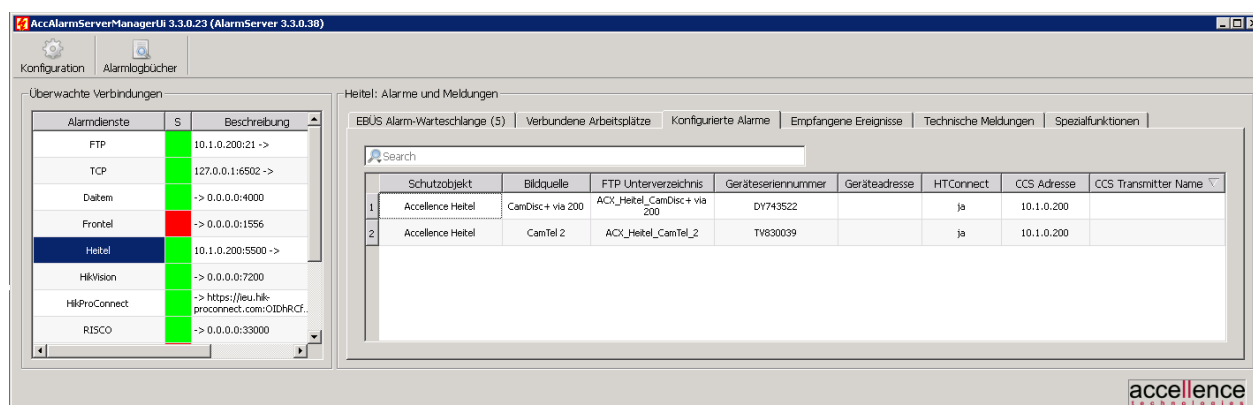 AccAlarmServerManagerUi 3.3.0.23 (AlarmServer 3.3.0.38)
Konfiguration Alarmlogbücher
Überwachte Verbindungen
Alarmdienste S Beschreibung
FTP 10.1.0.200:21 ->
TCP 127.0.0.1:6502 ->
Daitem -> 0.0.0.0:4000
Frontel -> 0.0.0.0:1556
Heitel 10.1.0.200:5500 ->
HikVision -> 0.0.0.0:7200
HikProConnect -> https://ieu.hik-
proconnect.com:OIDhRCf..
RISCO -> 0.0.0.0:33000
Heitel: Alarme und Meldungen
EBÜS Alarm-Warteschlange (5) Verbundene Arbeitsplätze Konfigurierte Alarme Empfangene Ereignisse Technische Meldungen Spezialfunktionen
Search
Schutzobjekt Bildquelle FTP Unterverzeichnis Geräteseriennummer Geräteadresse HTConnect CCS Adresse CCS Transmitter Name
1 Accellence Heitel CamDisc+ via 200 ACX_Heitel_CamDisc+ via 200 DY743522 ja 10.1.0.200
2 Accellence Heitel CamTel 2 ACX_Heitel_CamTel_2 TV830039 ja 10.1.0.200
accellence
technologies